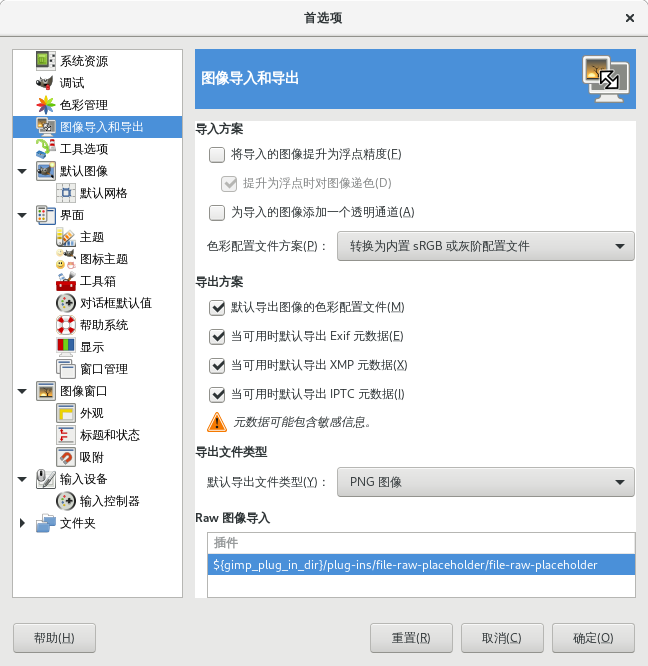 首选项
系统资源
调试
色彩管理
图像导入和导出
工具选项
默认图像
默认网格
界面
主题
图标主题
工具箱
对话框默认值
帮助系统
显示
窗口管理
图像窗口
外观
标题和状态
吸附
输入设备
输入控制器
文件夹
图像导入和导出
导入方案
将导入的图像提升为浮点精度(F)
提升为浮点时对图像递色(D)
为导入的图像添加一个透明通道(A)
色彩配置文件方案(P)： 转换为内置 sRGB 或灰阶配置文件
导出方案
默认导出图像的色彩配置文件(M)
当可用时默认导出 Exif 元数据(E)
当可用时默认导出 XMP 元数据(X)
当可用时默认导出 IPTC 元数据(I)
元数据可能包含敏感信息。
导出文件类型
默认导出文件类型(Y)： PNG 图像
Raw 图像导入
插件
${gimp_plug_in_dir}/plug-ins/file-raw-placeholder/file-raw-placeholder
帮助(H) 重置(R) 取消(C) 确定(O)